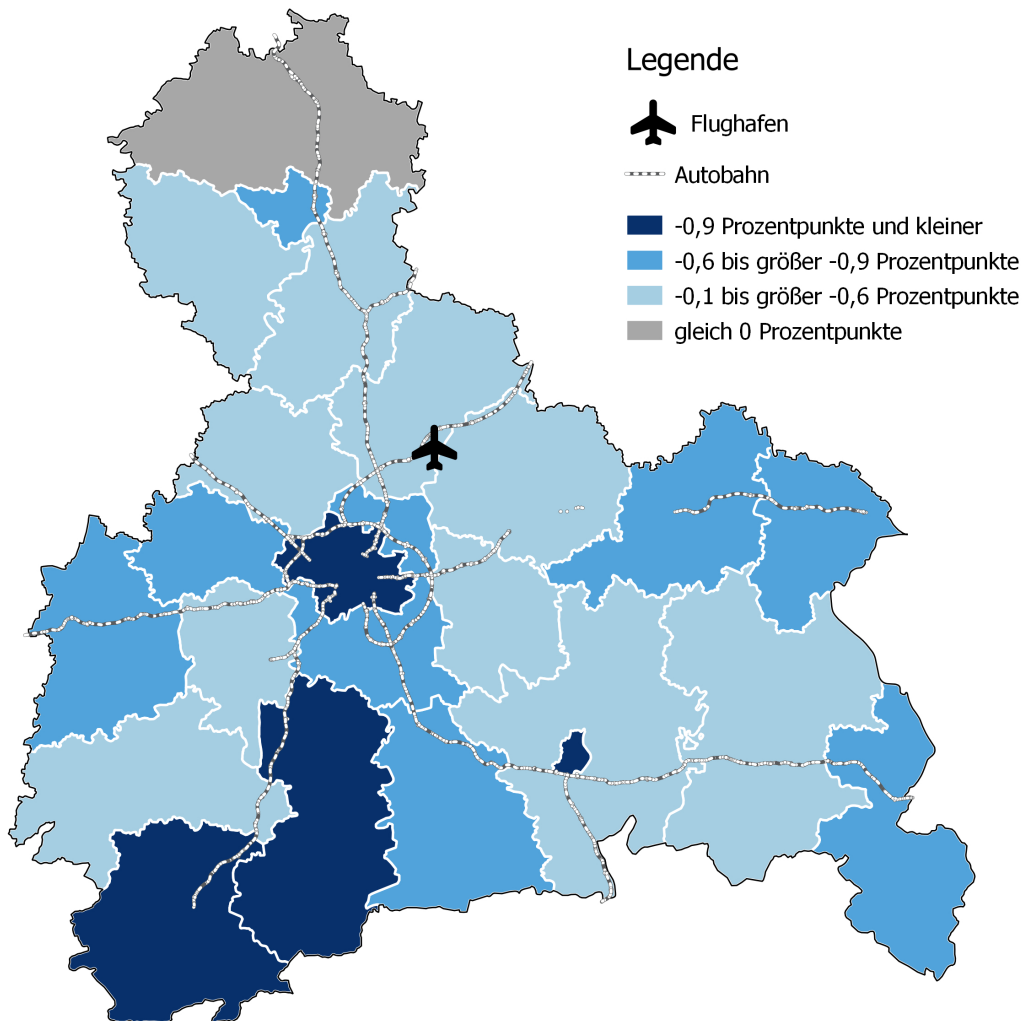 Legende
Flughafen
Autobahn
-0,9 Prozentpunkte und kleiner
-0,6 bis größer -0,9 Prozentpunkte
-0,1 bis größer -0,6 Prozentpunkte
gleich 0 Prozentpunkte